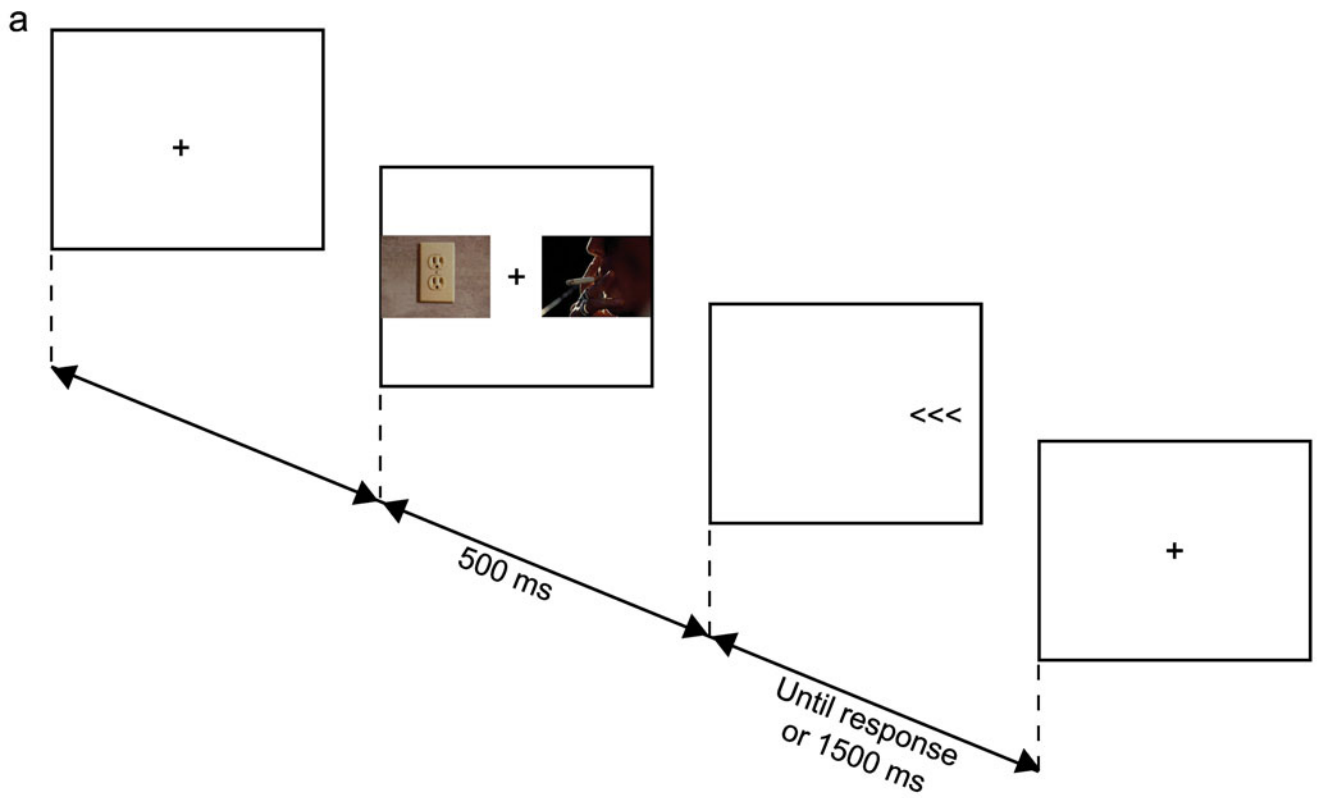 a
+
+
<<<
+
500 ms
Until response
or 1500 ms